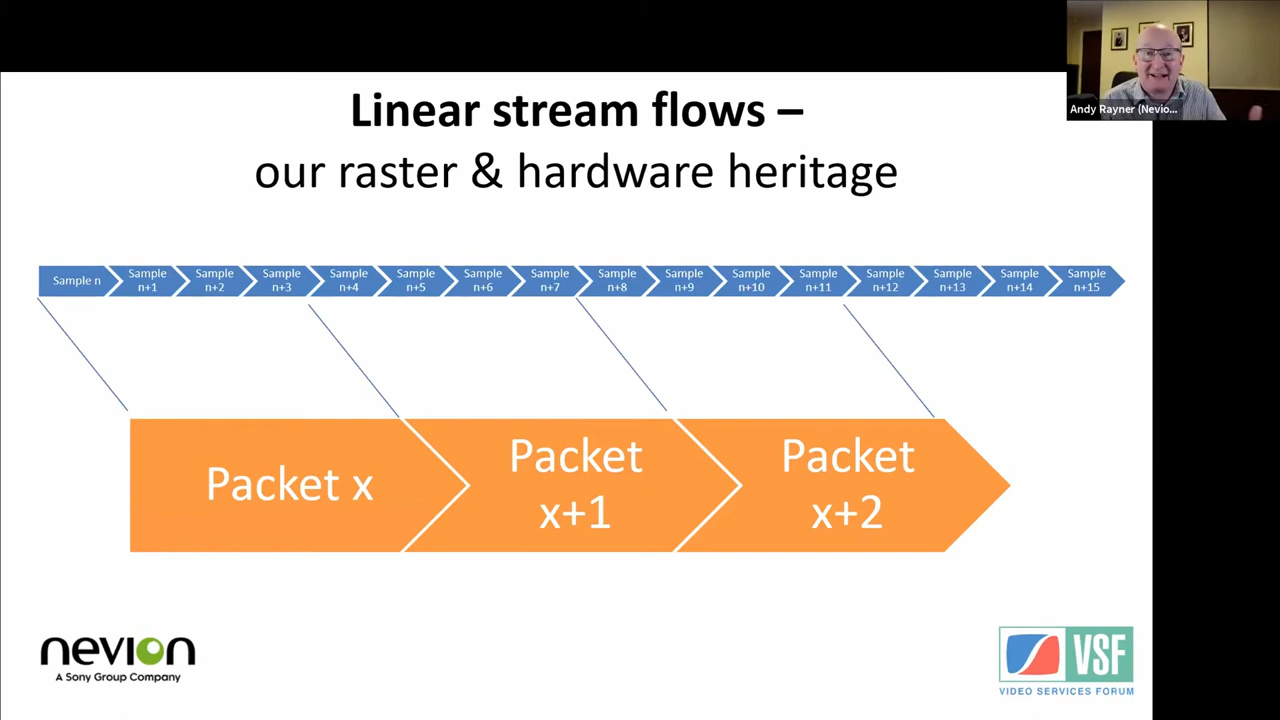 Andy Rayner (Nevio...
Linear stream flows –
our raster & hardware heritage
Sample n
Sample
n+1
Sample
n+2
Sample
n+3
Sample
n+4
Sample
n+5
Sample
n+6
Sample
n+7
Sample
n+8
Sample
n+9
Sample
n+10
Sample
n+11
Sample
n+12
Sample
n+13
Sample
n+14
Sample
n+15
Packet x
Packet
x+1
Packet
x+2
nevion
A Sony Group Company
VSF
VIDEO SERVICES FORUM